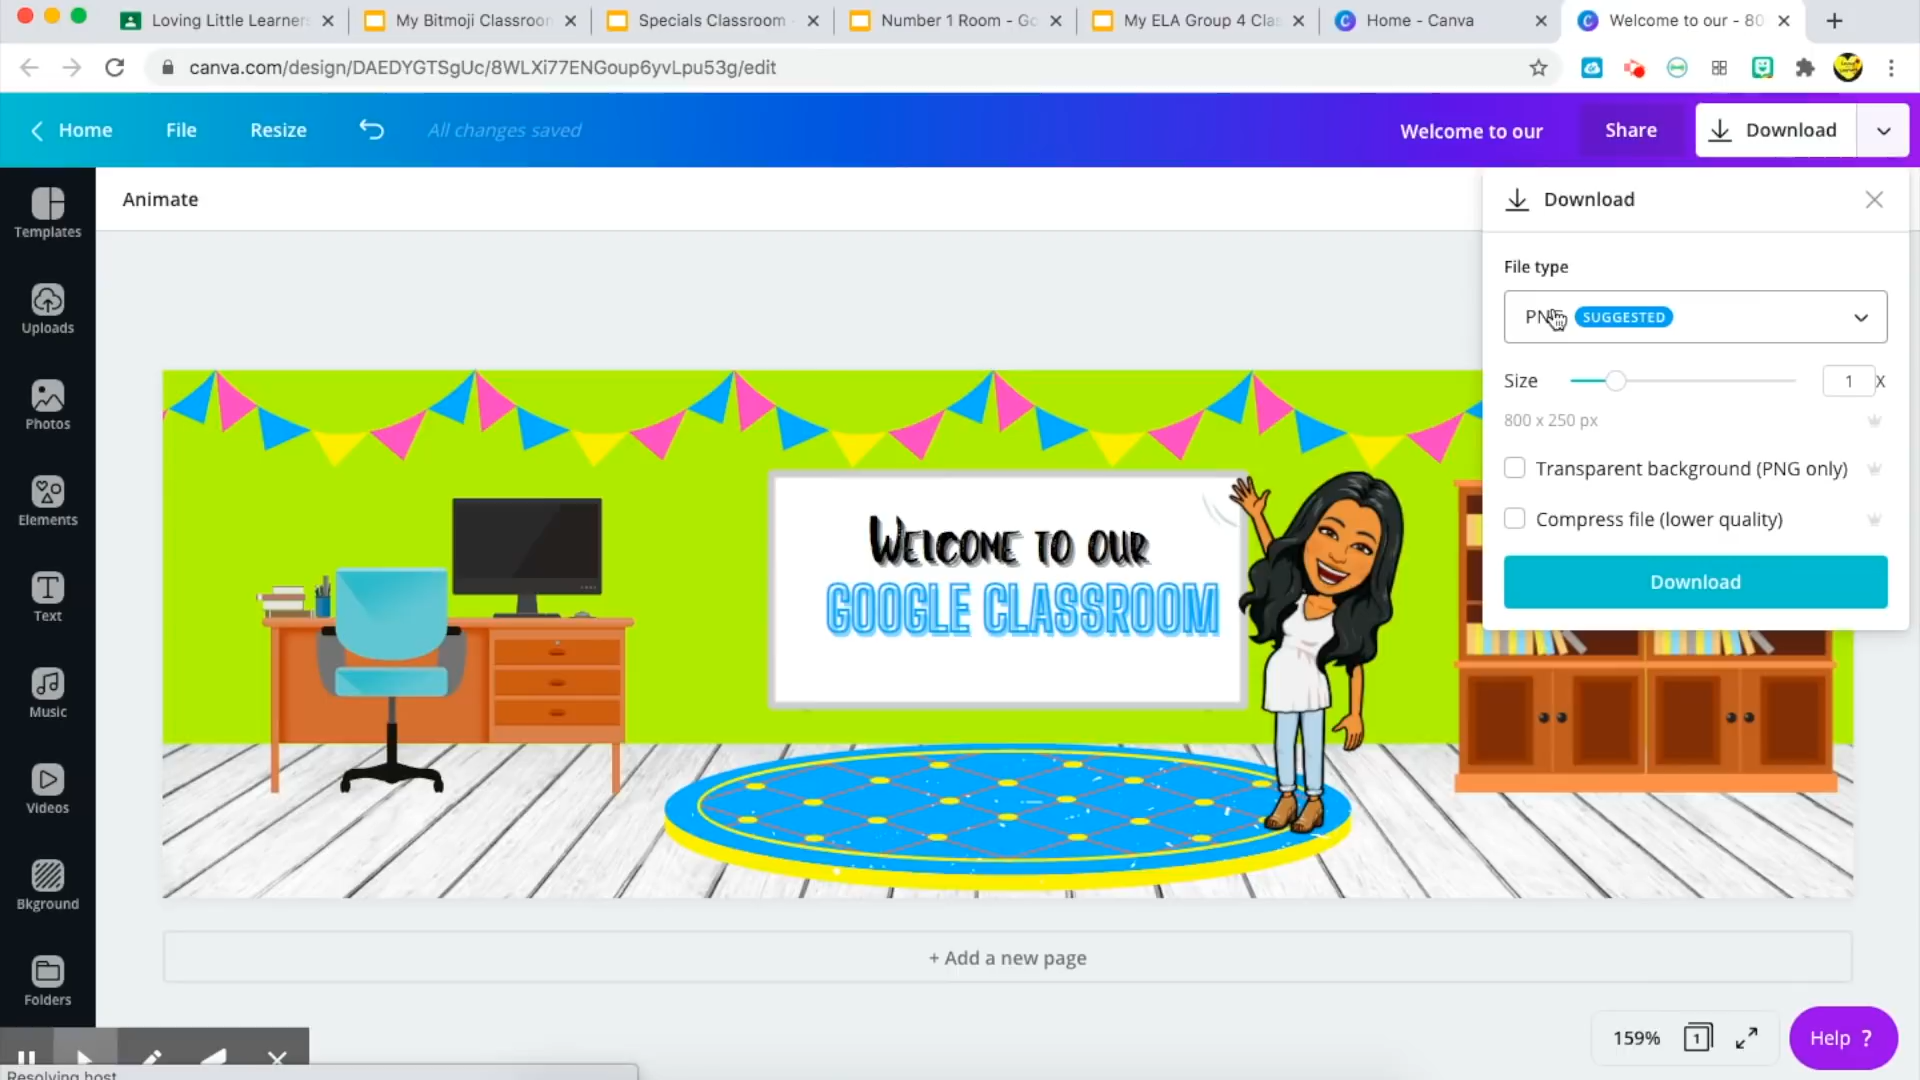 Loving Little Learners
My Bitmoji Classroom
Specials Classroom -
Number 1 Room - Go
My ELA Group 4 Clas
Home - Canva
Welcome to our - 80
canva.com/design/DAEDYGTSgUc/8WLXi77ENGoup6yvLpu53g/edit
Home
File
Resize
All changes saved
Welcome to our
Share
Download
Animate
Templates
Uploads
Photos
Elements
Text
Music
Videos
Bkground
Folders
Download
File type
PNG SUGGESTED
Size
1 X
800 x 250 px
Transparent background (PNG only)
Compress file (lower quality)
Download
WELCOME TO OUR
GOOGLE CLASSROOM
+ Add a new page
159%
1
Help ?
Resolving host